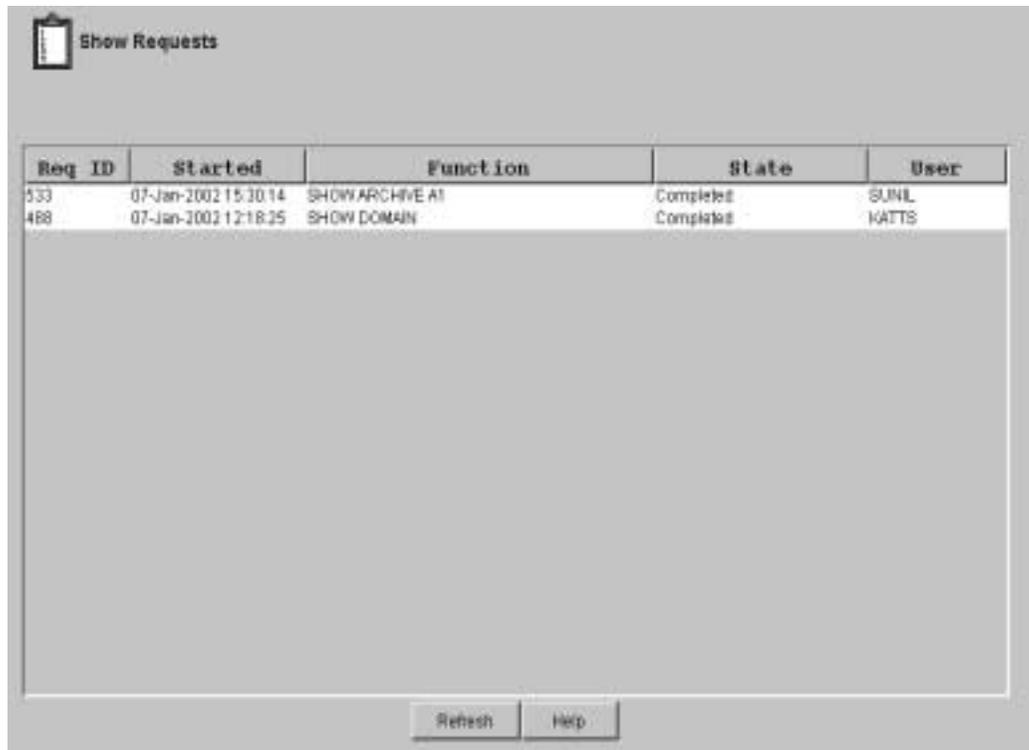 Show Requests
Req ID Started Function State User
533 07-Jan-2002 15:30:14 SHOW ARCHIVE A1 Completed SUNIL
488 07-Jan-2002 12:18:25 SHOW DOMAIN Completed KATTS
Refresh Help